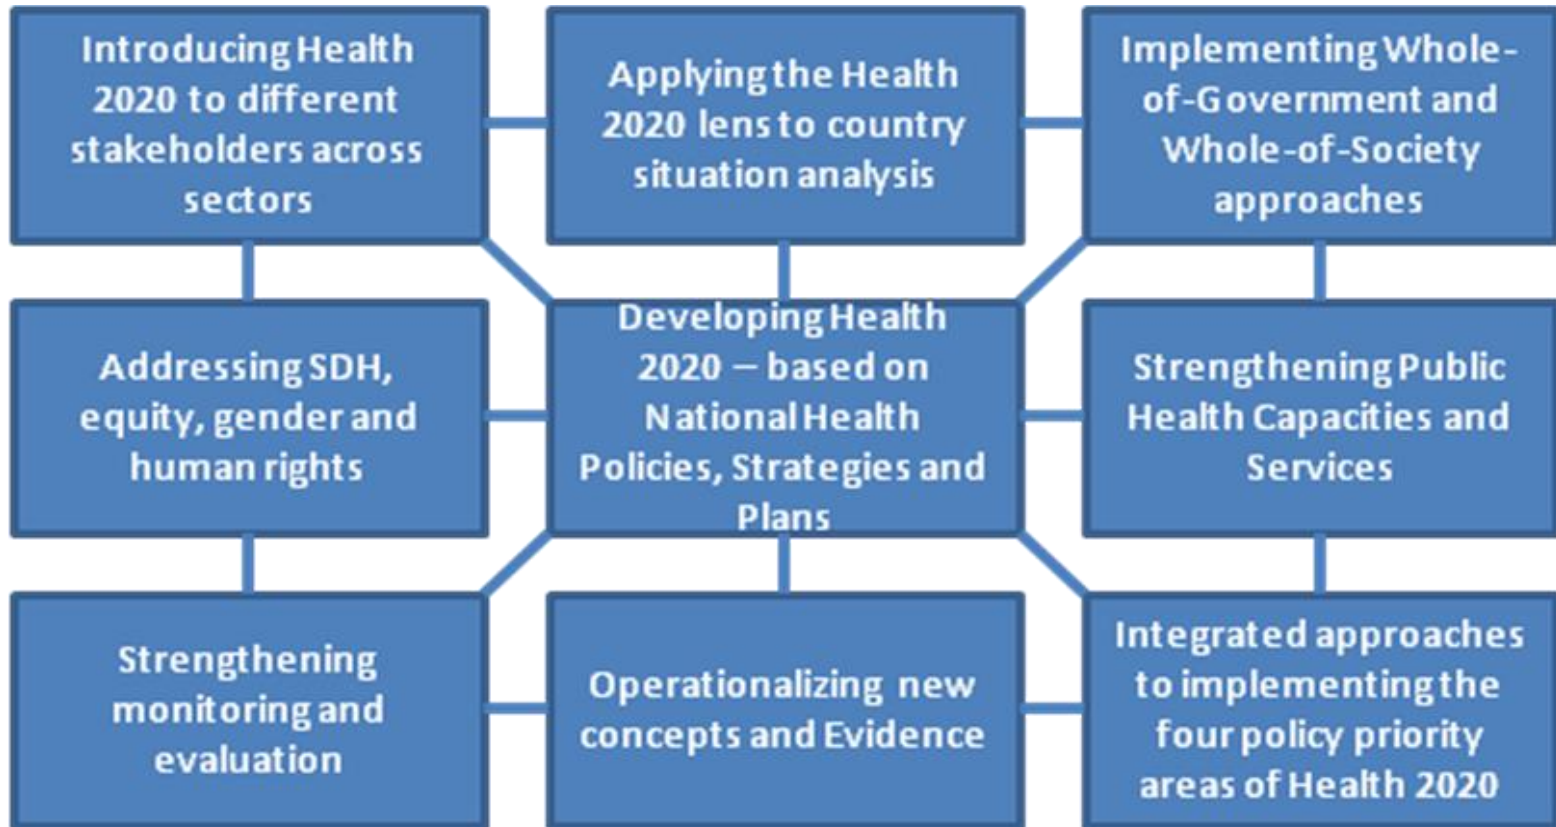 Introducing Health
2020 to different
stakeholders across
sectors
Applying the Health
2020 lens to country
situation analysis
Implementing Whole-
of-Government and
Whole-of-Society
approaches
Addressing SDH,
equity, gender and
human rights
Developing Health
2020 – based on
National Health
Policies, Strategies and
Plans
Strengthening Public
Health Capacities and
Services
Strengthening
monitoring and
evaluation
Operationalizing new
concepts and Evidence
Integrated approaches
to implementing the
four policy priority
areas of Health 2020